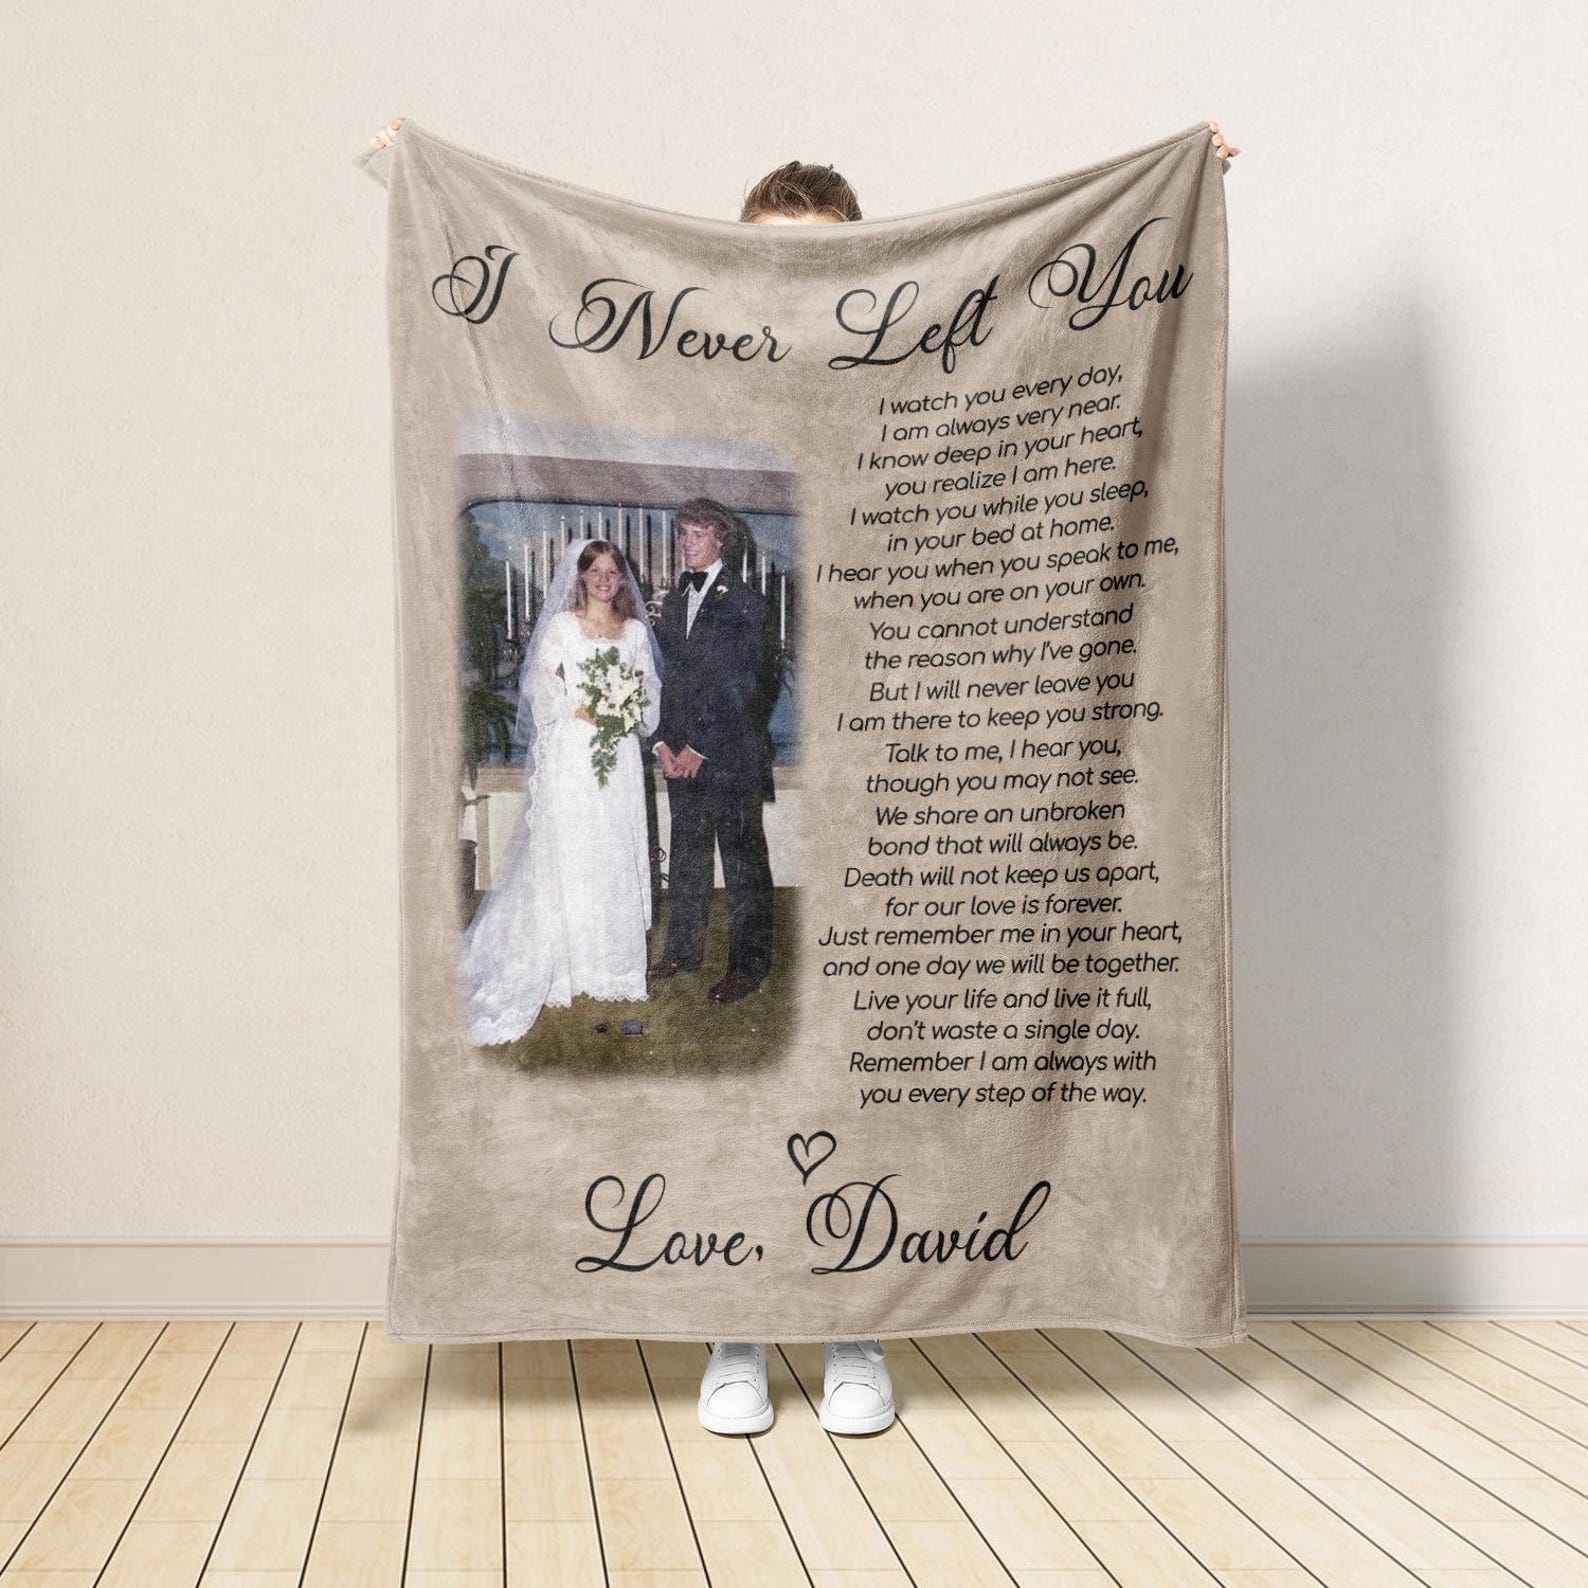 I Never Left You
I watch you every day,
I am always very near.
I know deep in your heart,
you realize I am here.
I watch you while you sleep,
in your bed at home.
I hear you when you speak to me,
when you are on your own.
You cannot understand
the reason why I've gone.
But I will never leave you
I am there to keep you strong.
Talk to me, I hear you,
though you may not see.
We share an unbroken
bond that will always be.
Death will not keep us apart,
for our love is forever.
Just remember me in your heart,
and one day we will be together.
Live your life and live it full,
don't waste a single day.
Remember I am always with
you every step of the way.
Love, David